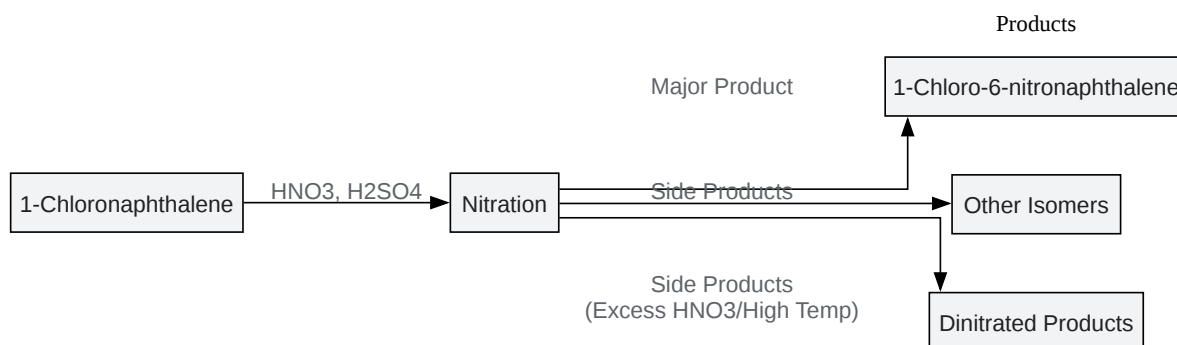 Products
Major Product
1-Chloro-6-nitronaphthalene
1-Chloronaphthalene
HNO3, H2SO4
Nitration
Side Products
Other Isomers
Side Products
(Excess HNO3/High Temp)
Dinitrated Products